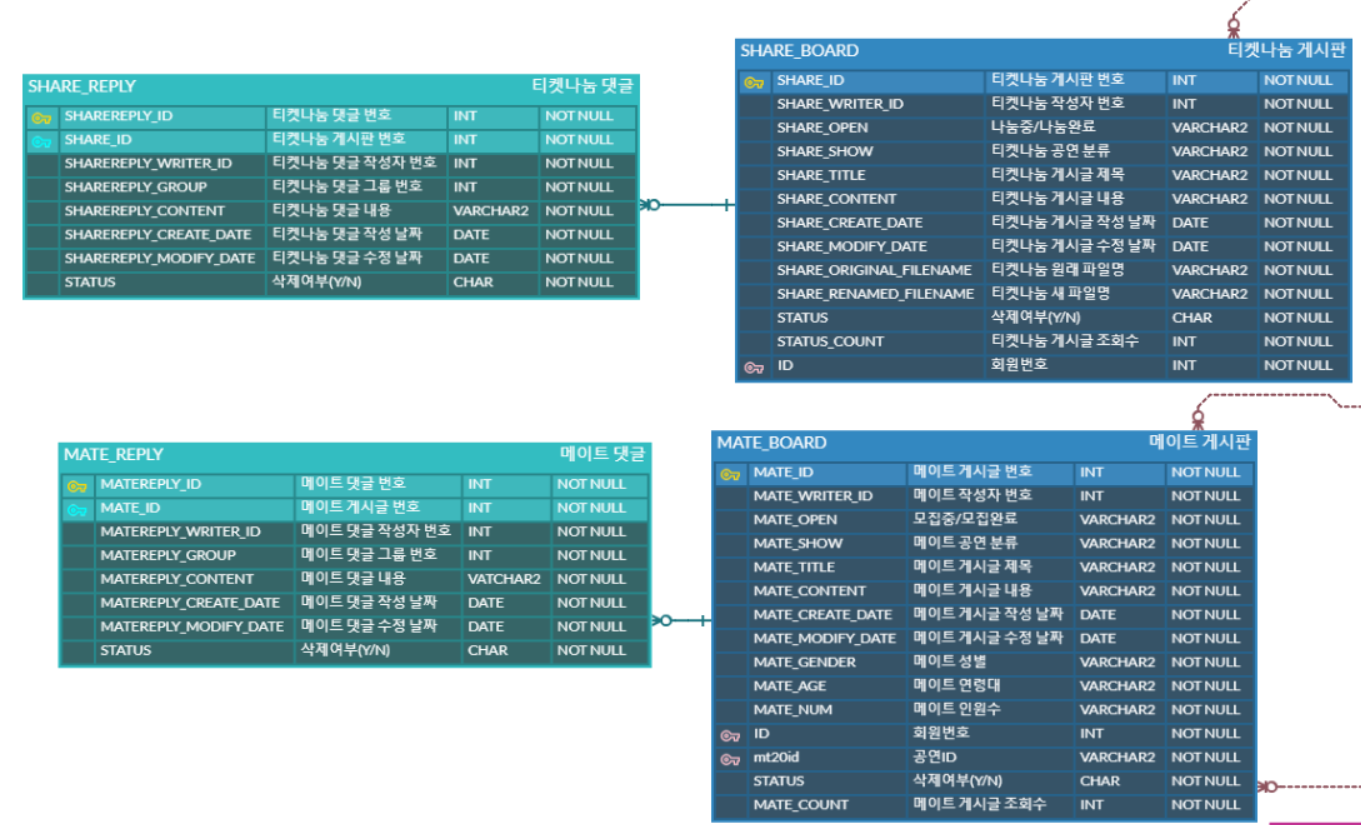 SHARE_BOARD 티켓나눔 게시판
SHARE_ID 티켓나눔 게시판 번호 INT NOT NULL
SHARE_WRITER_ID 티켓나눔 작성자 번호 INT NOT NULL
SHARE_OPEN 나눔중/나눔완료 VARCHAR2 NOT NULL
SHARE_SHOW 티켓나눔 공연 분류 VARCHAR2 NOT NULL
SHARE_TITLE 티켓나눔 게시글 제목 VARCHAR2 NOT NULL
SHARE_CONTENT 티켓나눔 게시글 내용 VARCHAR2 NOT NULL
SHARE_CREATE_DATE 티켓나눔 게시글 작성 날짜 DATE NOT NULL
SHARE_MODIFY_DATE 티켓나눔 게시글 수정 날짜 DATE NOT NULL
SHARE_ORIGINAL_FILENAME 티켓나눔 원래 파일명 VARCHAR2 NOT NULL
SHARE_RENAMED_FILENAME 티켓나눔 새 파일명 VARCHAR2 NOT NULL
STATUS 삭제여부(Y/N) CHAR NOT NULL
STATUS_COUNT 티켓나눔 게시글 조회수 INT NOT NULL
ID 회원번호 INT NOT NULL
SHARE_REPLY 티켓나눔 댓글
SHAREREPLY_ID 티켓나눔 댓글 번호 INT NOT NULL
SHARE_ID 티켓나눔 게시판 번호 INT NOT NULL
SHAREREPLY_WRITER_ID 티켓나눔 댓글 작성자 번호 INT NOT NULL
SHAREREPLY_GROUP 티켓나눔 댓글 그룹 번호 INT NOT NULL
SHAREREPLY_CONTENT 티켓나눔 댓글 내용 VARCHAR2 NOT NULL
SHAREREPLY_CREATE_DATE 티켓나눔 댓글 작성 날짜 DATE NOT NULL
SHAREREPLY_MODIFY_DATE 티켓나눔 댓글 수정 날짜 DATE NOT NULL
STATUS 삭제여부(Y/N) CHAR NOT NULL
MATE_BOARD 메이트 게시판
MATE_ID 메이트 게시글 번호 INT NOT NULL
MATE_WRITER_ID 메이트 작성자 번호 INT NOT NULL
MATE_OPEN 모집중/모집완료 VARCHAR2 NOT NULL
MATE_SHOW 메이트 공연 분류 VARCHAR2 NOT NULL
MATE_TITLE 메이트 게시글 제목 VARCHAR2 NOT NULL
MATE_CONTENT 메이트 게시글 내용 VARCHAR2 NOT NULL
MATE_CREATE_DATE 메이트 게시글 작성 날짜 DATE NOT NULL
MATE_MODIFY_DATE 메이트 게시글 수정 날짜 DATE NOT NULL
MATE_GENDER 메이트 성별 VARCHAR2 NOT NULL
MATE_AGE 메이트 연령대 VARCHAR2 NOT NULL
MATE_NUM 메이트 인원수 VARCHAR2 NOT NULL
ID 회원번호 INT NOT NULL
mt20id 공연ID VARCHAR2 NOT NULL
STATUS 삭제여부(Y/N) CHAR NOT NULL
MATE_COUNT 메이트 게시글 조회수 INT NOT NULL
MATE_REPLY 메이트 댓글
MATEREPLY_ID 메이트 댓글 번호 INT NOT NULL
MATE_ID 메이트 게시글 번호 INT NOT NULL
MATEREPLY_WRITER_ID 메이트 댓글 작성자 번호 INT NOT NULL
MATEREPLY_GROUP 메이트 댓글 그룹 번호 INT NOT NULL
MATEREPLY_CONTENT 메이트 댓글 내용 VATCHAR2 NOT NULL
MATEREPLY_CREATE_DATE 메이트 댓글 작성 날짜 DATE NOT NULL
MATEREPLY_MODIFY_DATE 메이트 댓글 수정 날짜 DATE NOT NULL
STATUS 삭제여부(Y/N) CHAR NOT NULL